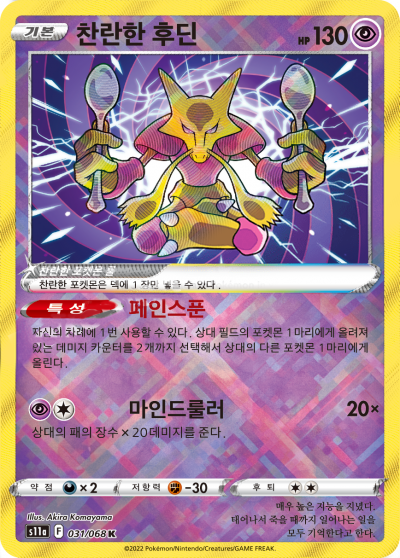 기본 찬란한 후딘 HP 130
찬란한 포켓몬 룰
찬란한 포켓몬은 덱에 1장만 넣을 수 있다.
특성 페인스푼
자신의 차례에 1번 사용할 수 있다. 상대 필드의 포켓몬 1마리에게 올려져
있는 데미지 카운터를 2개까지 선택해서 상대의 다른 포켓몬 1마리에게
올린다.
마인드룰러 20×
상대의 패의 장수 × 20데미지를 준다.
약점 ×2 저항력 -30 후퇴
Illus. Akira Komayama
s11a F 031/068 K
매우 높은 지능을 지녔다.
태어나서 죽을 때까지 일어나는 일을
모두 기억한다고 한다.
©2022 Pokémon/Nintendo/Creatures/GAME FREAK.